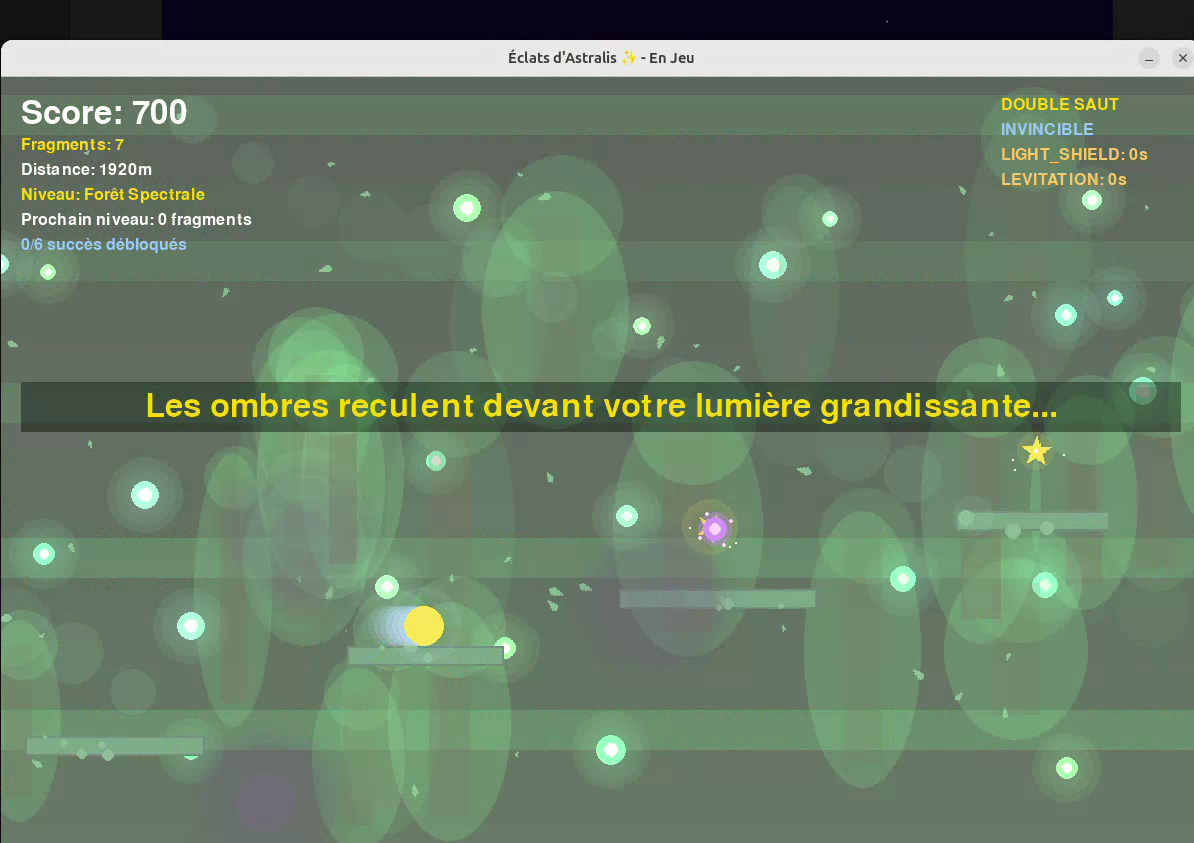 Éclats d'Astralis ✨ - En Jeu
Score: 700
Fragments: 7
Distance: 1920m
Niveau: Forêt Spectrale
Prochain niveau: 0 fragments
0/6 succès débloqués
DOUBLE SAUT
INVINCIBLE
LIGHT_SHIELD: 0s
LEVITATION: 0s
Les ombres reculent devant votre lumière grandissante...